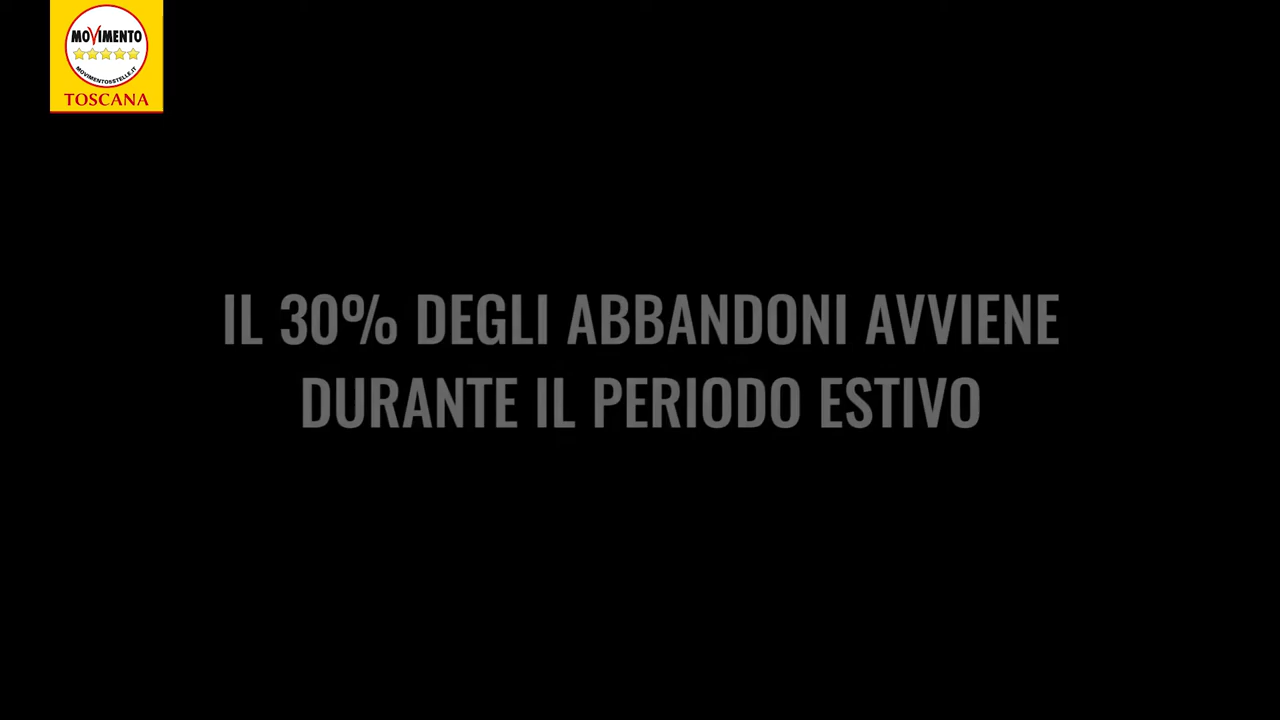 MOVIMENTO
MOVIMENTO5STELLE.IT
TOSCANA
IL 30% DEGLI ABBANDONI AVVIENE
DURANTE IL PERIODO ESTIVO